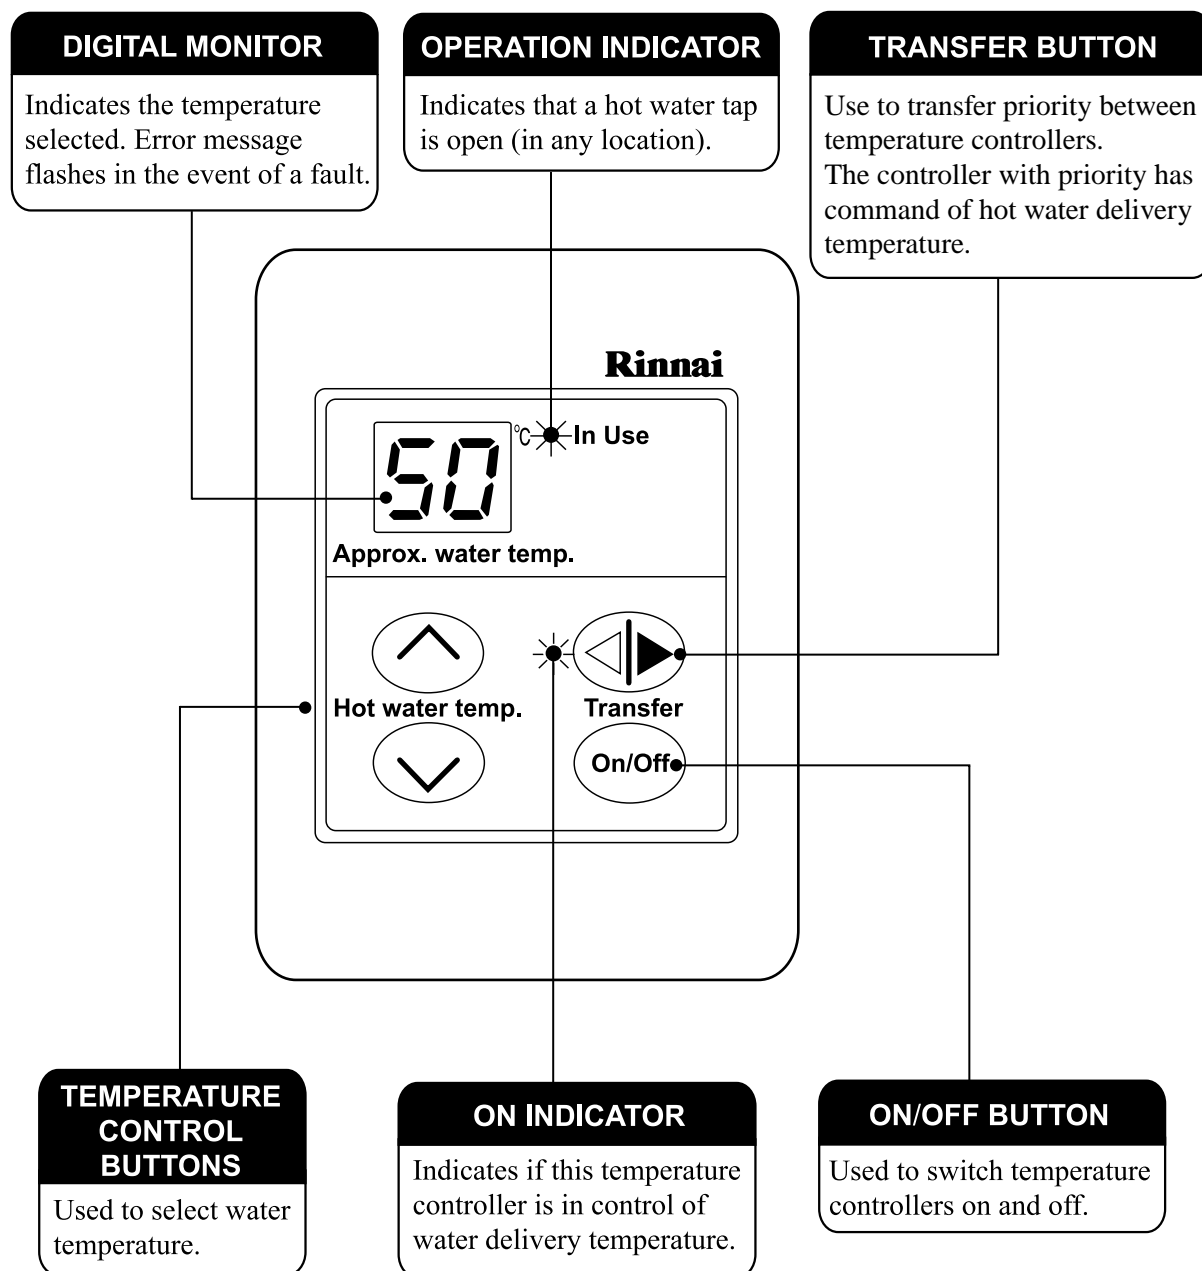 DIGITAL MONITOR
Indicates the temperature
selected. Error message
flashes in the event of a fault.
OPERATION INDICATOR
Indicates that a hot water tap
is open (in any location).
TRANSFER BUTTON
Use to transfer priority between
temperature controllers.
The controller with priority has
command of hot water delivery
temperature.
Rinnai
50 °C In Use
Approx. water temp.
Hot water temp.
Transfer
On/Off
TEMPERATURE
CONTROL
BUTTONS
Used to select water
temperature.
ON INDICATOR
Indicates if this temperature
controller is in control of
water delivery temperature.
ON/OFF BUTTON
Used to switch temperature
controllers on and off.